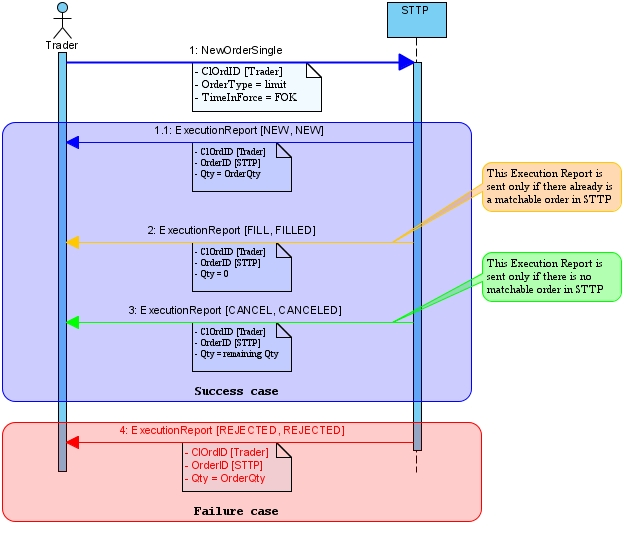 Trader
STTP
1: NewOrderSingle
- ClOrdID [Trader]
- OrderType = limit
- TimeInForce = FOK
1.1: ExecutionReport [NEW, NEW]
- ClOrdID [Trader]
- OrderID [STTP]
- Qty = OrderQty
This Execution Report is
sent only if there already is
a matchable order in STTP
2: ExecutionReport [FILL, FILLED]
- ClOrdID [Trader]
- OrderID [STTP]
- Qty = 0
This Execution Report is
sent only if there is no
matchable order in STTP
3: ExecutionReport [CANCEL, CANCELED]
- ClOrdID [Trader]
- OrderID [STTP]
- Qty = remaining Qty
Success case
4: ExecutionReport [REJECTED, REJECTED]
- ClOrdID [Trader]
- OrderID [STTP]
- Qty = OrderQty
Failure case